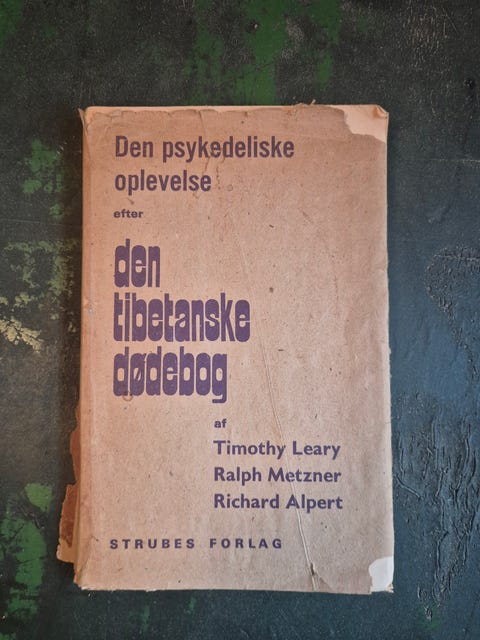 Den psykedeliske
oplevelse
efter
den
tibetanske
dødebog
af
Timothy Leary
Ralph Metzner
Richard Alpert
STRUBES FORLAG